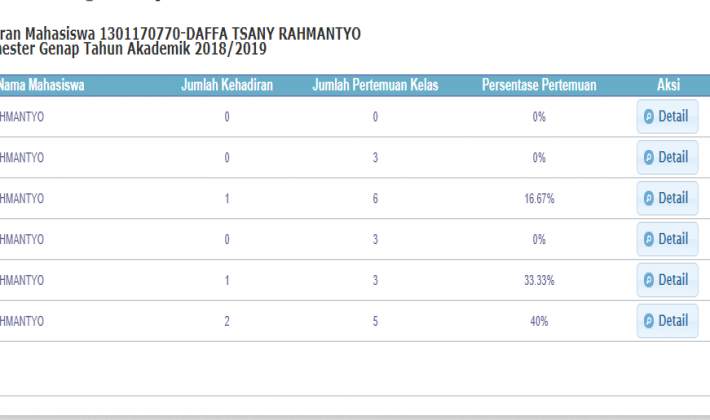 ran Mahasiswa 1301170770-DAFFA TSANY RAHMANTYO
mester Genap Tahun Akademik 2018/2019
Nama Mahasiswa Jumlah Kehadiran Jumlah Pertemuan Kelas Persentase Pertemuan Aksi
HMANTYO 0 0 0% Detail
HMANTYO 0 3 0% Detail
HMANTYO 1 6 16.67% Detail
HMANTYO 0 3 0% Detail
HMANTYO 1 3 33.33% Detail
HMANTYO 2 5 40% Detail